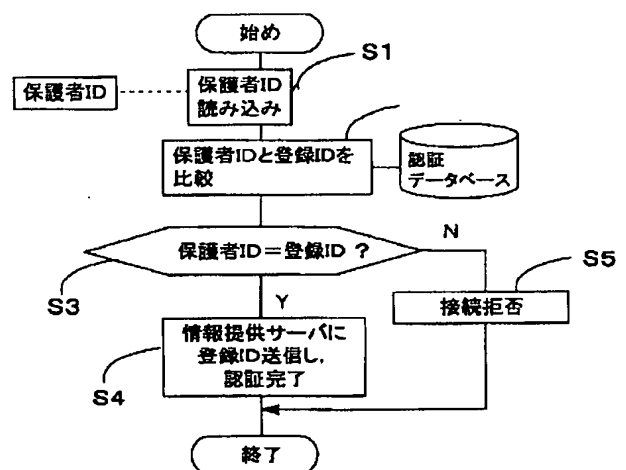 始め
S1
保護者ID
保護者ID
読み込み
保護者IDと登録IDを
比較
認証
データベース
保護者ID=登録ID ?
N
S3
Y
S5
接続拒否
情報提供サーバに
登録ID送信し,
認証完了
S4
終了